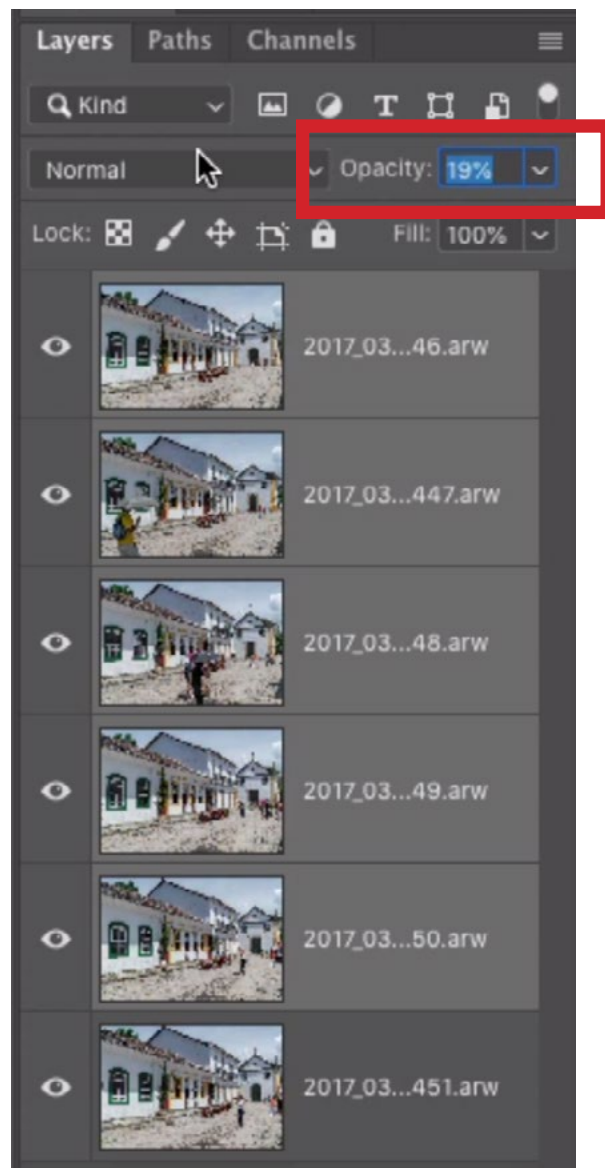 Layers Paths Channels
Kind T
Normal Opacity: 19%
Lock: Fill: 100%
2017_03...46.arw
2017_03...447.arw
2017_03...48.arw
2017_03...49.arw
2017_03...50.arw
2017_03...451.arw